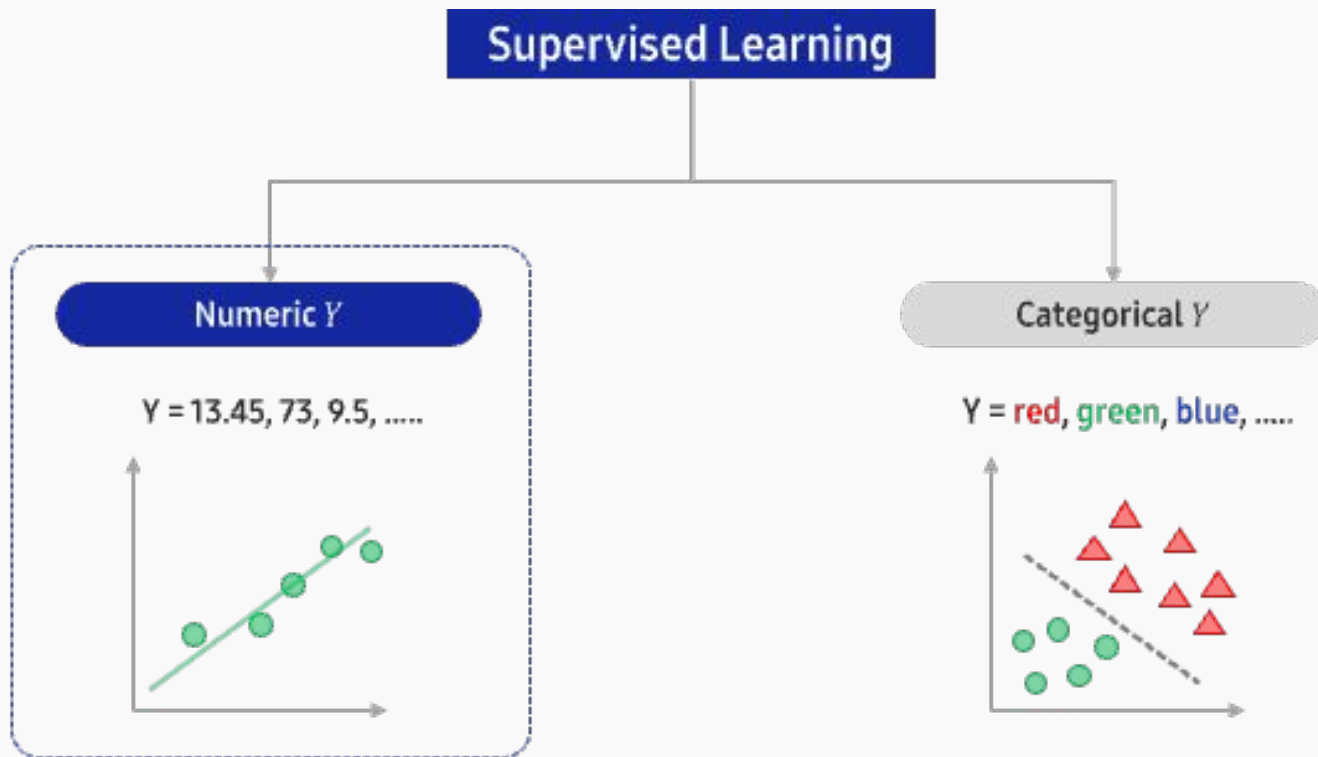 Supervised Learning
Numeric Y
Categorical Y
Y = 13.45, 73, 9.5, .....
Y = red, green, blue, .....